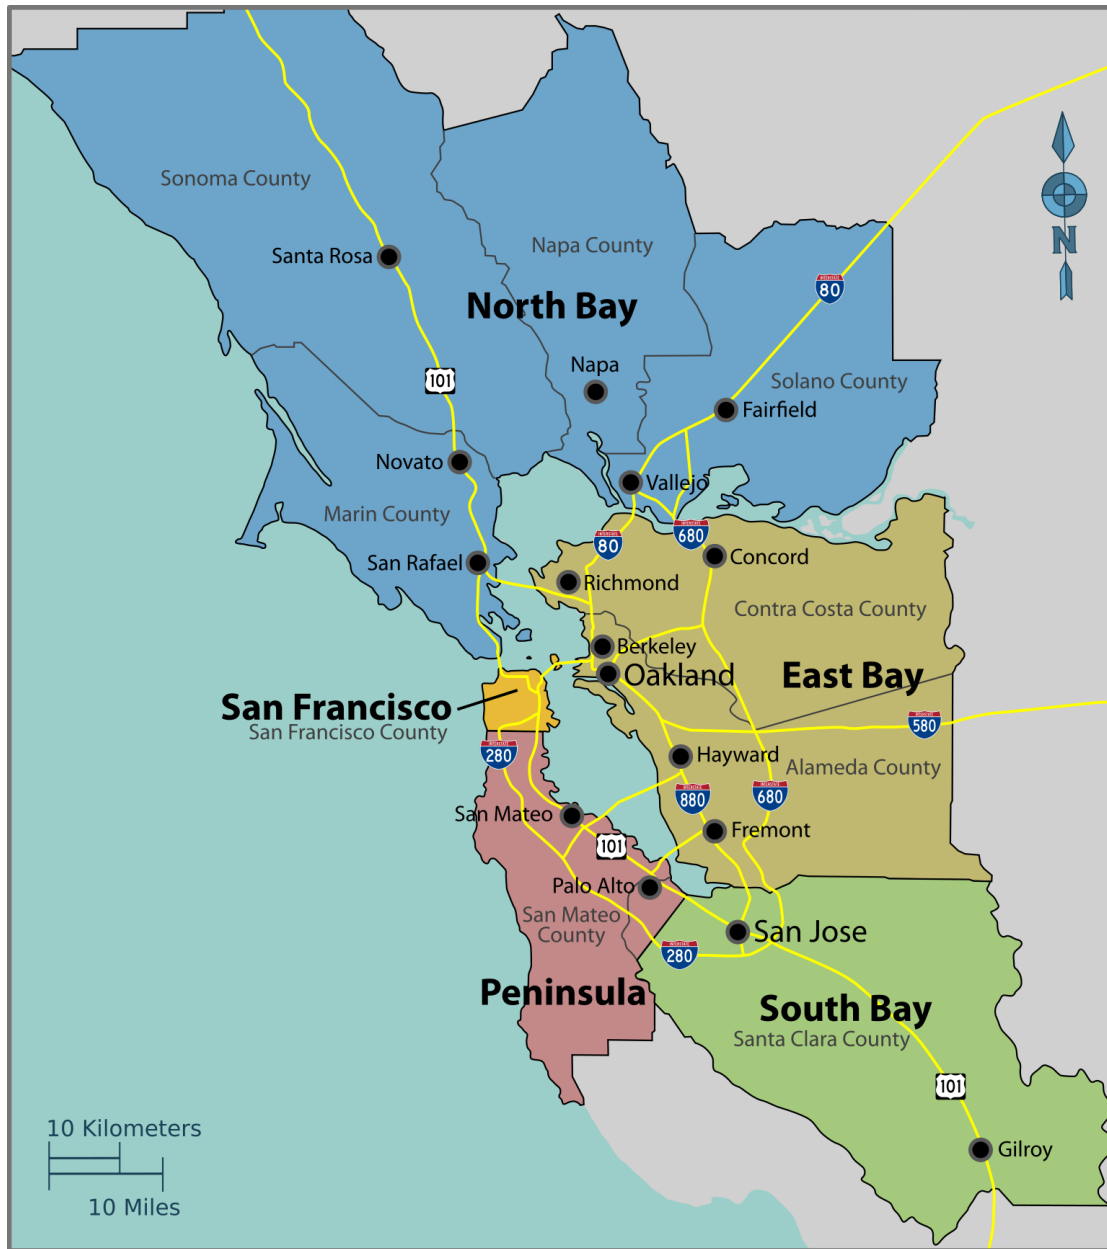 Sonoma County
Napa County
Santa Rosa
N
80
North Bay
Napa
101
Solano County
Fairfield
Novato
Vallejo
Marin County
680
80
Concord
San Rafael
Richmond
Contra Costa County
Berkeley
Oakland
East Bay
San Francisco
San Francisco County
580
280
Hayward
Alameda County
880
680
San Mateo
Fremont
101
Palo Alto
San Mateo
County
San Jose
280
Peninsula
South Bay
Santa Clara County
101
10 Kilometers
Gilroy
10 Miles